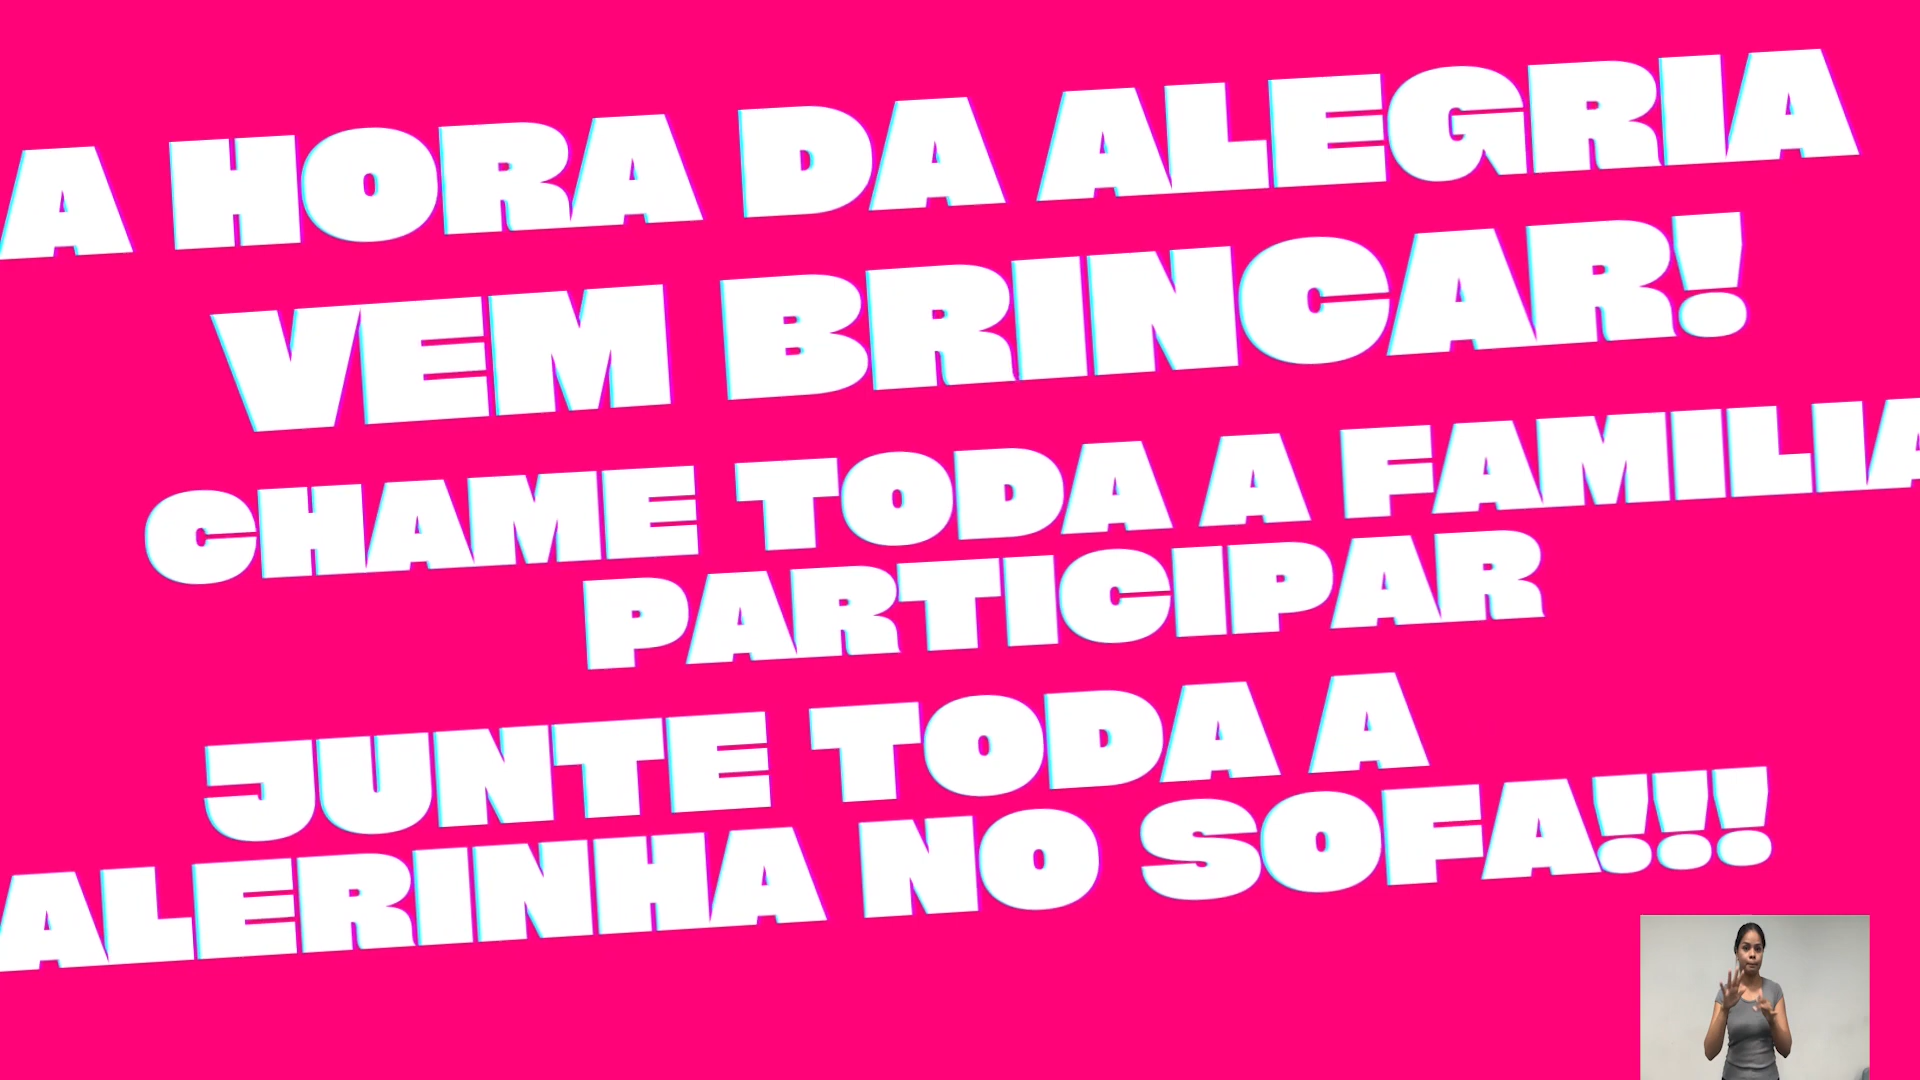 A HORA DA ALEGRIA
VEM BRINCAR!
CHAME TODA A FAMILIA
PARTICIPAR
JUNTE TODA A
ALERINHA NO SOFA!!!